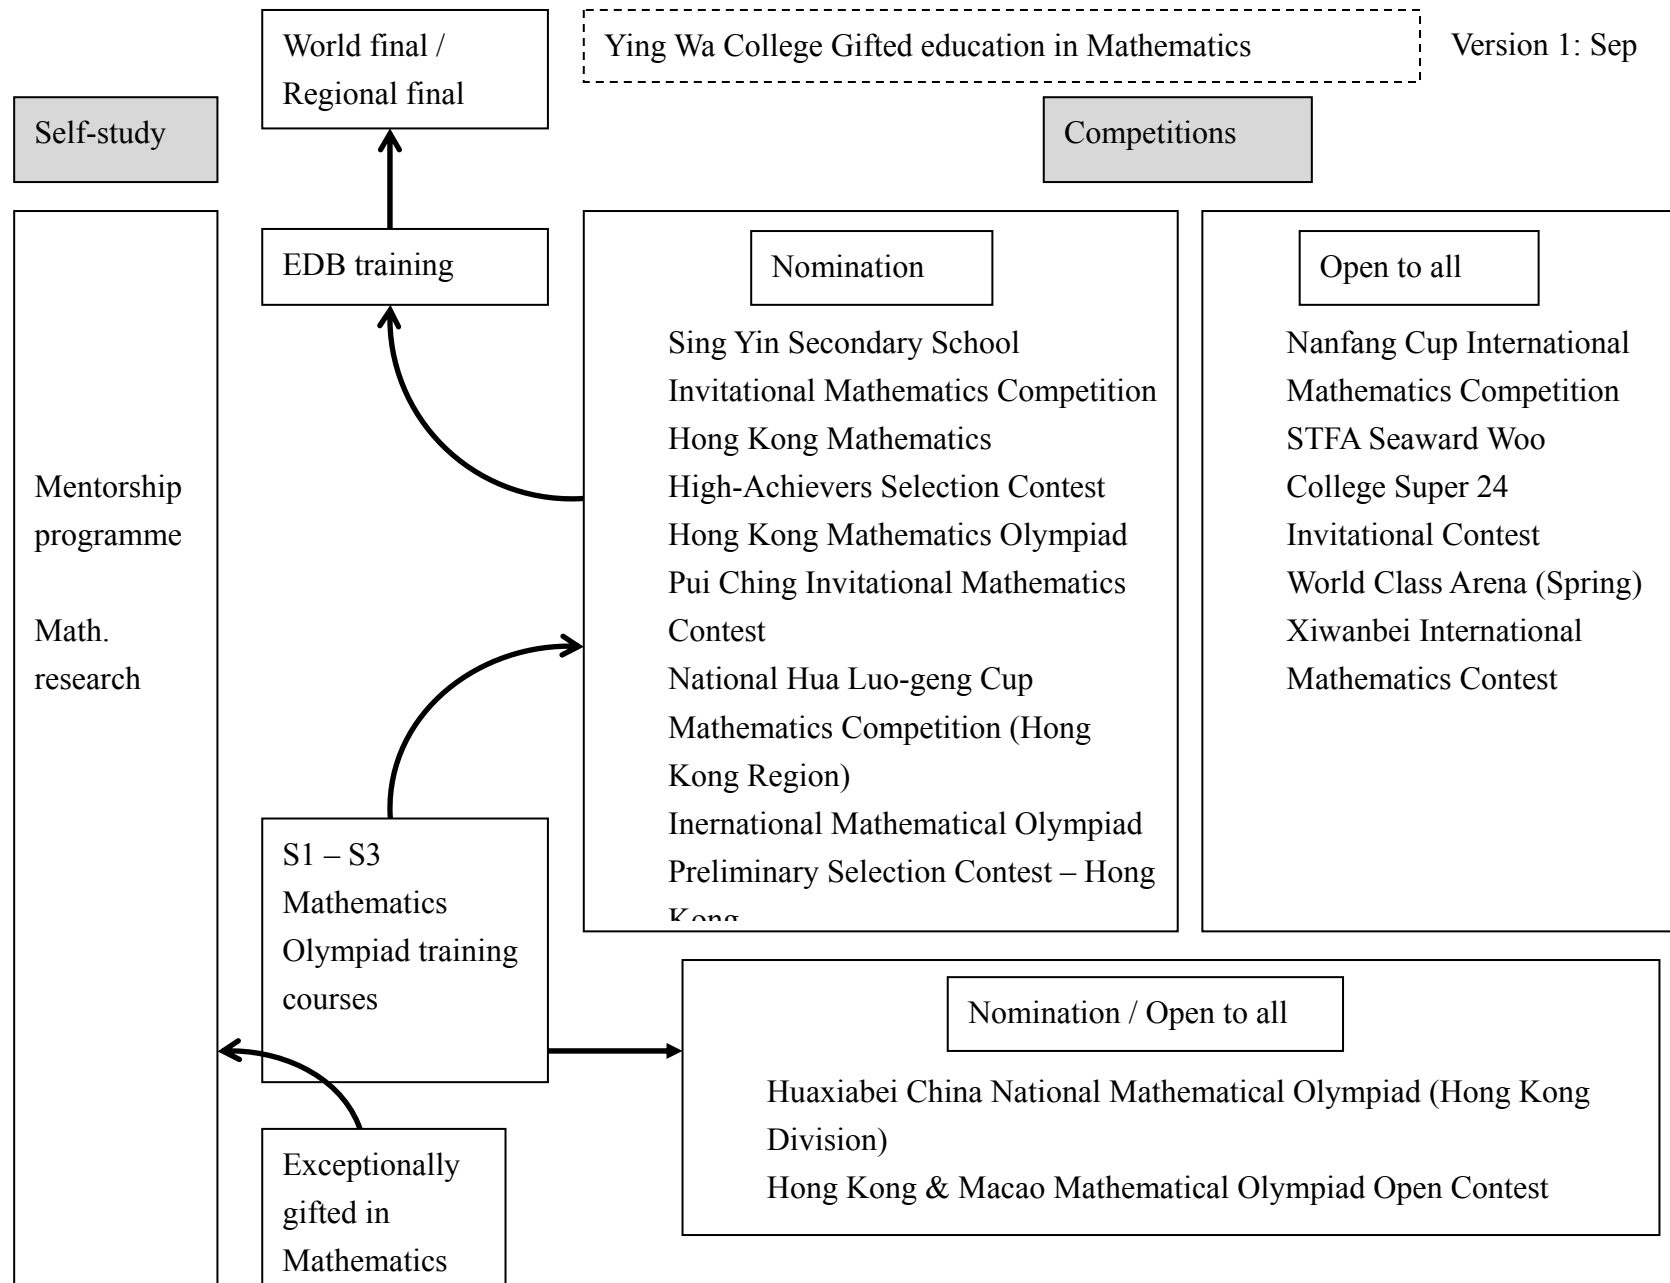 World final /
Regional final
Ying Wa College Gifted education in Mathematics
Version 1: Sep
Self-study
Competitions
Mentorship
programme
Math.
research
EDB training
Nomination
Sing Yin Secondary School
Invitational Mathematics Competition
Hong Kong Mathematics
High-Achievers Selection Contest
Hong Kong Mathematics Olympiad
Pui Ching Invitational Mathematics
Contest
National Hua Luo-geng Cup
Mathematics Competition (Hong
Kong Region)
Inernational Mathematical Olympiad
Preliminary Selection Contest – Hong
Kong
Open to all
Nanfang Cup International
Mathematics Competition
STFA Seaward Woo
College Super 24
Invitational Contest
World Class Arena (Spring)
Xiwanbei International
Mathematics Contest
S1 – S3
Mathematics
Olympiad training
courses
Nomination / Open to all
Huaxiabei China National Mathematical Olympiad (Hong Kong
Division)
Hong Kong & Macao Mathematical Olympiad Open Contest
Exceptionally
gifted in
Mathematics